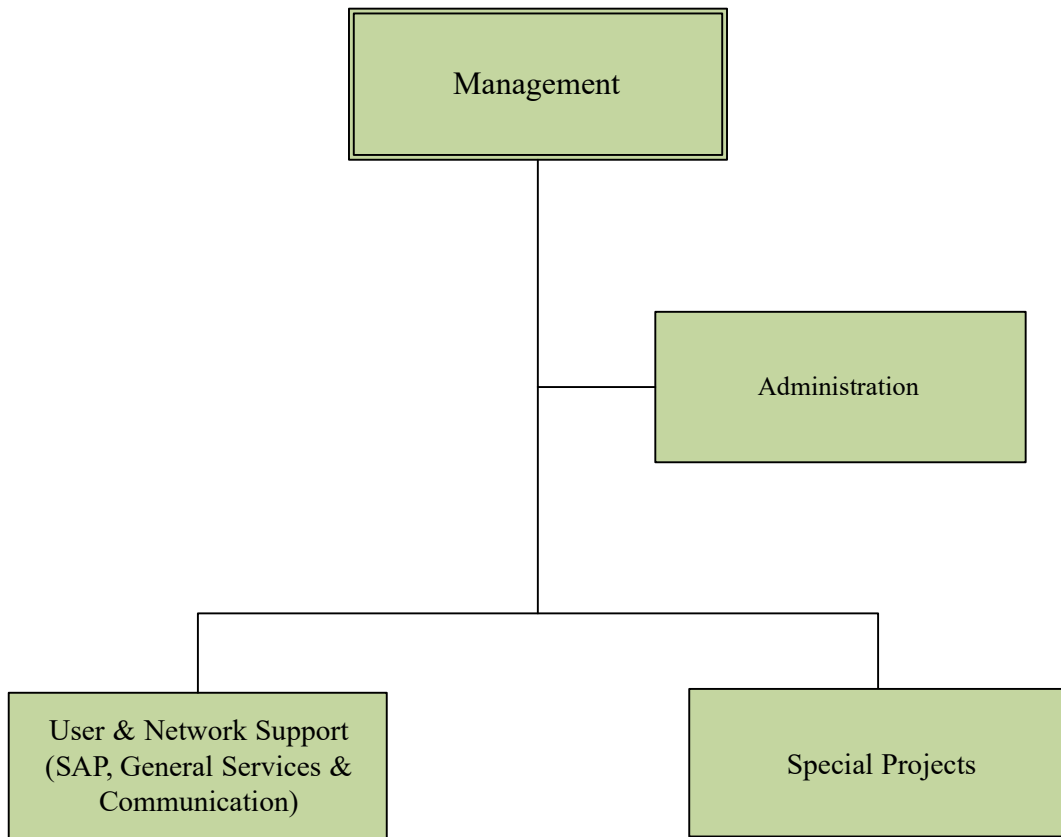 Management
Administration
User & Network Support
(SAP, General Services &
Communication)
Special Projects